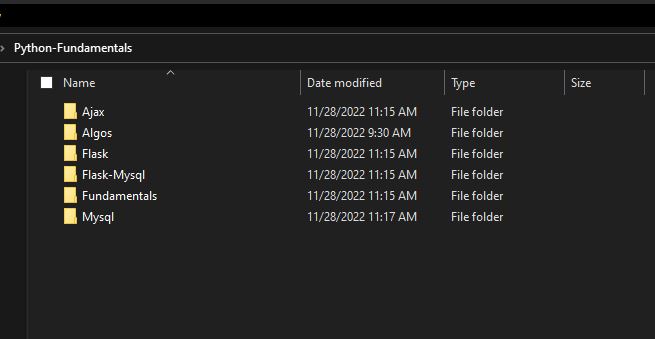 Python-Fundamentals
Name Date modified Type Size
Ajax 11/28/2022 11:15 AM File folder
Algos 11/28/2022 9:30 AM File folder
Flask 11/28/2022 11:15 AM File folder
Flask-Mysql 11/28/2022 11:15 AM File folder
Fundamentals 11/28/2022 11:15 AM File folder
Mysql 11/28/2022 11:17 AM File folder